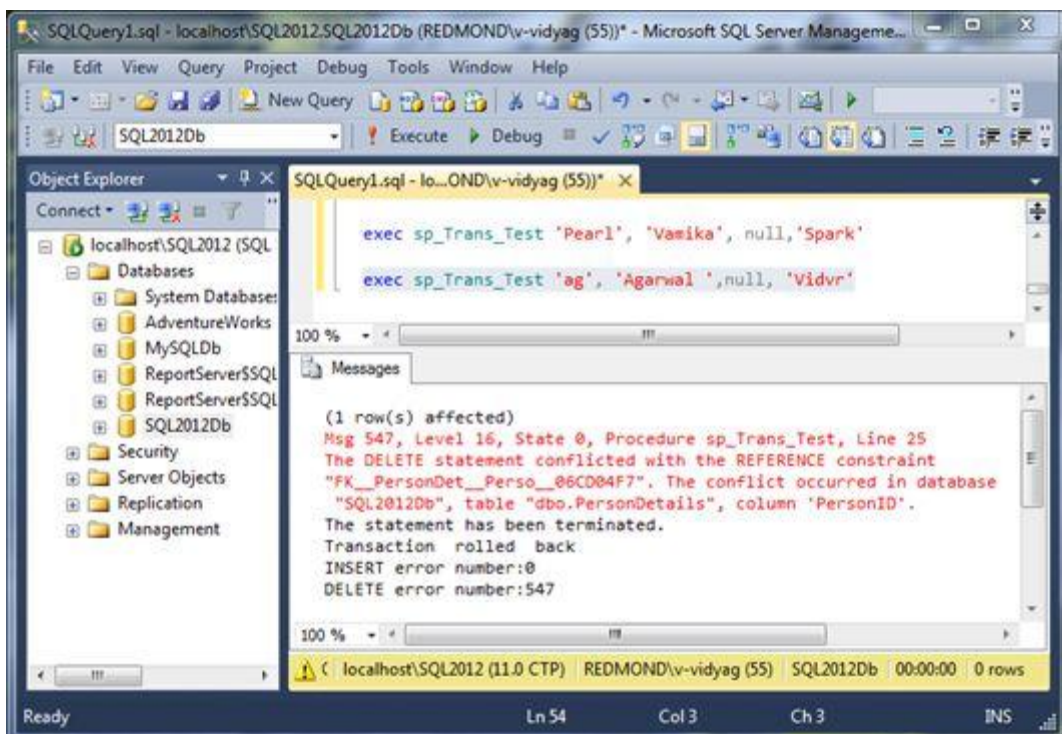 SQLQuery1.sql - localhost\SQL2012.SQL2012Db (REDMOND\v-vidyag (55))* - Microsoft SQL Server Manageme...
File Edit View Query Project Debug Tools Window Help
New Query
SQL2012Db Execute Debug
Object Explorer
Connect
localhost\SQL2012 (SQL
Databases
System Databases
AdventureWorks
MySQLDb
ReportServer$SQL
ReportServer$SQL
SQL2012Db
Security
Server Objects
Replication
Management
SQLQuery1.sql - lo...OND\v-vidyag (55))*
exec sp_Trans_Test 'Pearl', 'Vamika', null,'Spark'
exec sp_Trans_Test 'ag', 'Agarwal ',null, 'Vidvr'
100 %
Messages
(1 row(s) affected)
Msg 547, Level 16, State 0, Procedure sp_Trans_Test, Line 25
The DELETE statement conflicted with the REFERENCE constraint
"FK__PersonDet__Perso__06CD04F7". The conflict occurred in database
"SQL2012Db", table "dbo.PersonDetails", column 'PersonID'.
The statement has been terminated.
Transaction rolled back
INSERT error number:0
DELETE error number:547
100 %
localhost\SQL2012 (11.0 CTP) REDMOND\v-vidyag (55) SQL2012Db 00:00:00 0 rows
Ready Ln 54 Col 3 Ch 3 INS